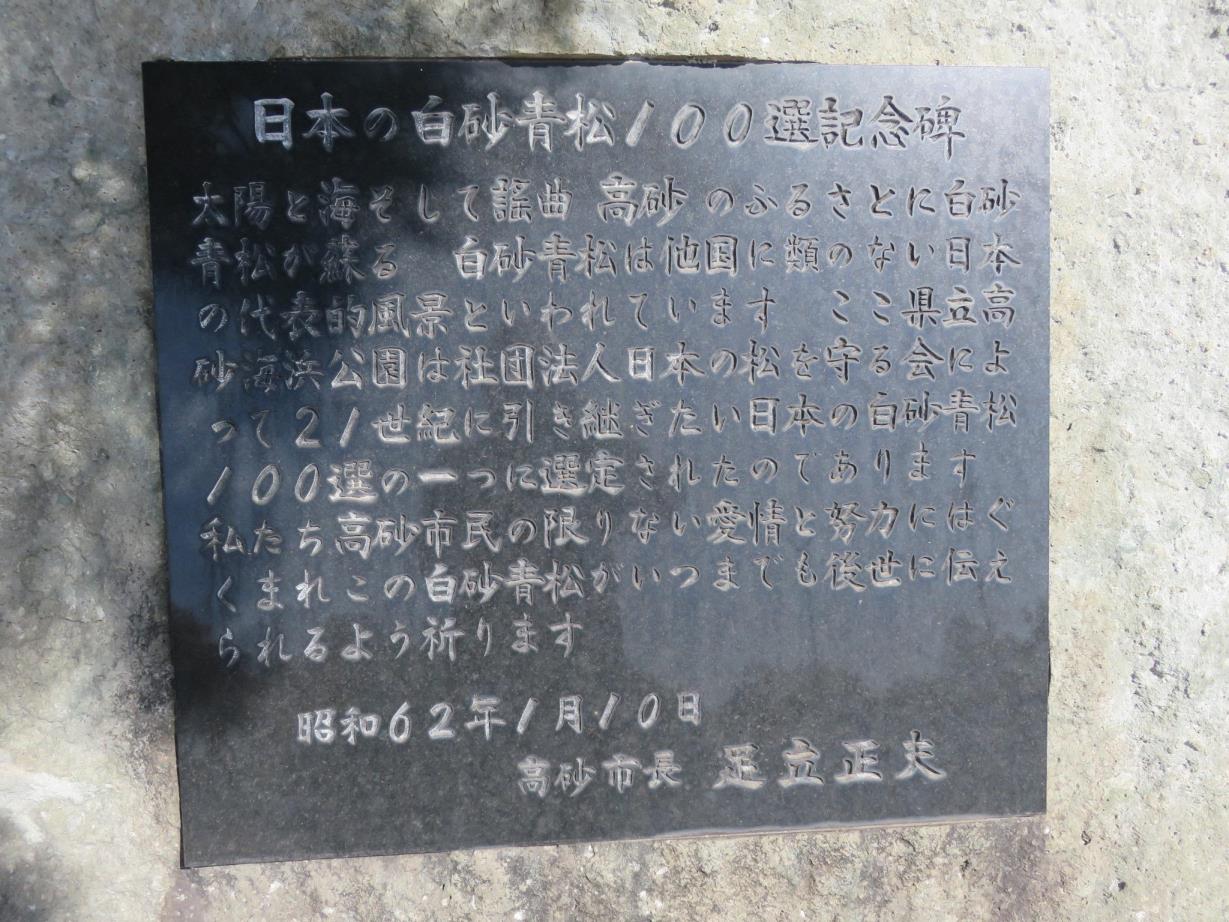 日本の白砂青松100選記念碑
太陽と海そして謡曲 高砂 のふるさとに白砂
青松が蘇る　白砂青松は他国に類のない日本
の代表的風景といわれています　ここ県立高
砂海浜公園は社団法人日本の松を守る会によ
って21世紀に引き継ぎたい日本の白砂青松
100選の一つに選定されたのであります
私たち高砂市民の限りない愛情と努力にはぐ
くまれこの白砂青松がいつまでも後世に伝え
られるよう祈ります
昭和62年1月10日
高砂市長 足立正夫